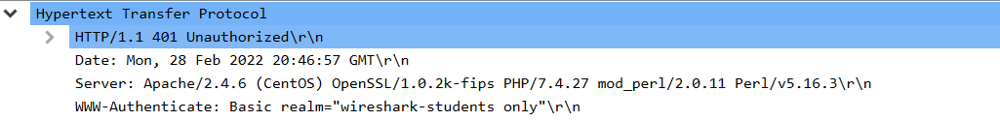 Hypertext Transfer Protocol
HTTP/1.1 401 Unauthorized\r\n
Date: Mon, 28 Feb 2022 20:46:57 GMT\r\n
Server: Apache/2.4.6 (CentOS) OpenSSL/1.0.2k-fips PHP/7.4.27 mod_perl/2.0.11 Perl/v5.16.3\r\n
WWW-Authenticate: Basic realm="wireshark-students only"\r\n